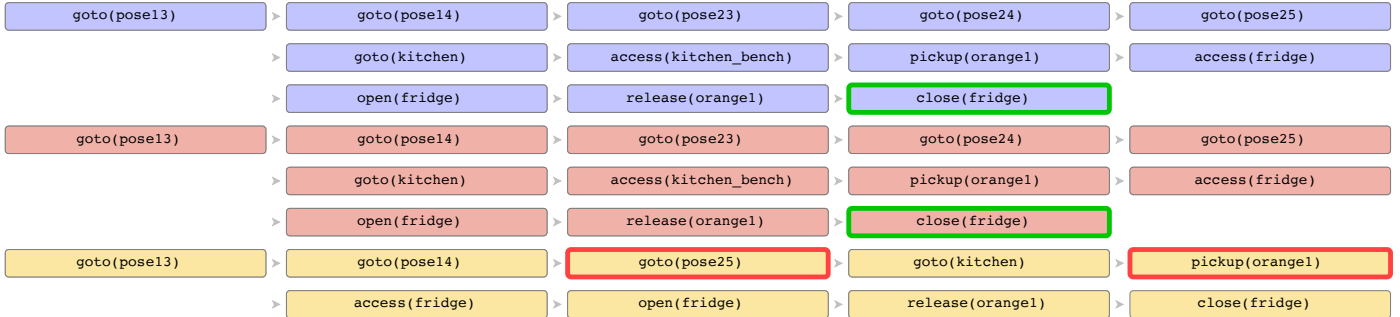 goto(pose13) goto(pose14) goto(pose23) goto(pose24) goto(pose25)
goto(kitchen) access(kitchen_bench) pickup(orange1) access(fridge)
open(fridge) release(orange1) close(fridge)
goto(pose13) goto(pose14) goto(pose23) goto(pose24) goto(pose25)
goto(kitchen) access(kitchen_bench) pickup(orange1) access(fridge)
open(fridge) release(orange1) close(fridge)
goto(pose13) goto(pose14) goto(pose25) goto(kitchen) pickup(orange1)
access(fridge) open(fridge) release(orange1) close(fridge)